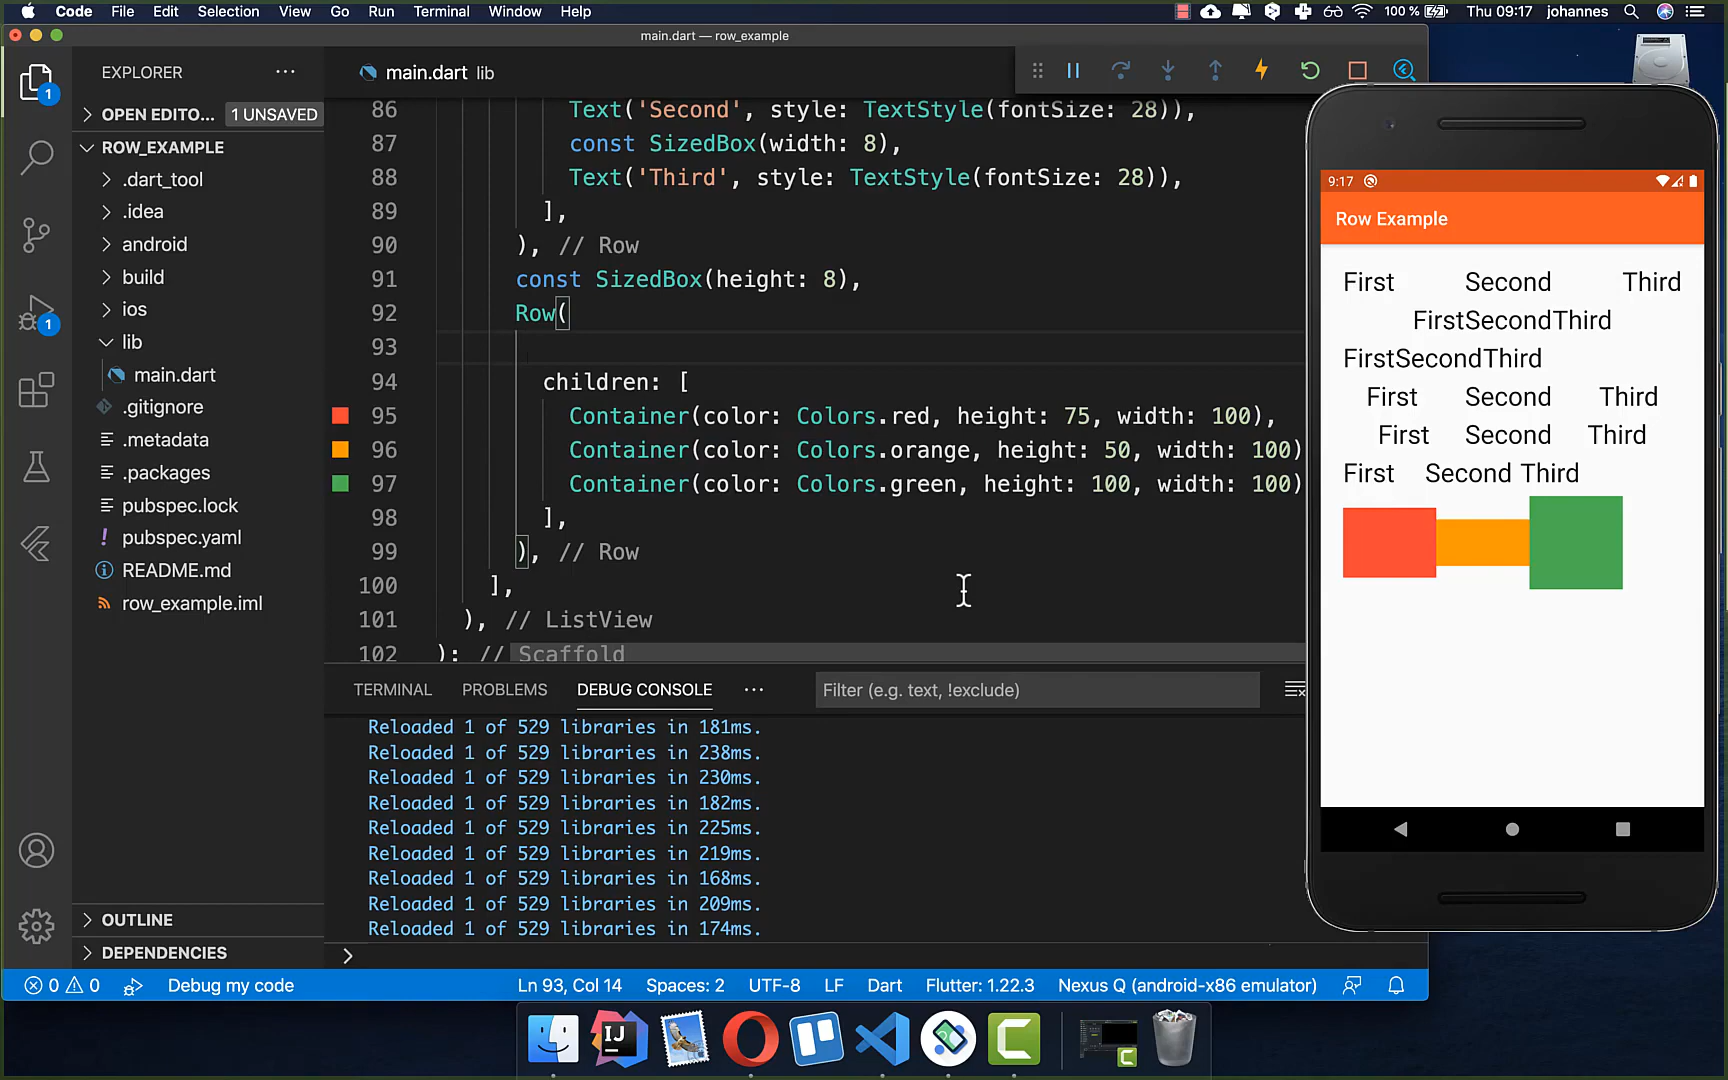 Code File Edit Selection View Go Run Terminal Window Help 100 % Thu 09:17 johannes
main.dart — row_example
EXPLORER
OPEN EDITO... 1 UNSAVED
ROW_EXAMPLE
.dart_tool
.idea
android
build
ios
lib
main.dart
.gitignore
.metadata
.packages
pubspec.lock
! pubspec.yaml
README.md
row_example.iml
OUTLINE
DEPENDENCIES
1
1
main.dart lib
86 Text('Second', style: TextStyle(fontSize: 28)),
87 const SizedBox(width: 8),
88 Text('Third', style: TextStyle(fontSize: 28)),
89 ],
90 ), // Row
91 const SizedBox(height: 8),
92 Row(
93
94 children: [
95 Container(color: Colors.red, height: 75, width: 100),
96 Container(color: Colors.orange, height: 50, width: 100)
97 Container(color: Colors.green, height: 100, width: 100)
98 ],
99 ), // Row
100 ],
101 ), // ListView
102 ); // Scaffold
TERMINAL PROBLEMS DEBUG CONSOLE ... Filter (e.g. text, !exclude)
Reloaded 1 of 529 libraries in 181ms.
Reloaded 1 of 529 libraries in 238ms.
Reloaded 1 of 529 libraries in 230ms.
Reloaded 1 of 529 libraries in 182ms.
Reloaded 1 of 529 libraries in 225ms.
Reloaded 1 of 529 libraries in 219ms.
Reloaded 1 of 529 libraries in 168ms.
Reloaded 1 of 529 libraries in 209ms.
Reloaded 1 of 529 libraries in 174ms.
0 0 Debug my code Ln 93, Col 14 Spaces: 2 UTF-8 LF Dart Flutter: 1.22.3 Nexus Q (android-x86 emulator)
9:17
Row Example
First Second Third
FirstSecondThird
FirstSecondThird
First Second Third
First Second Third
First Second Third
IJ